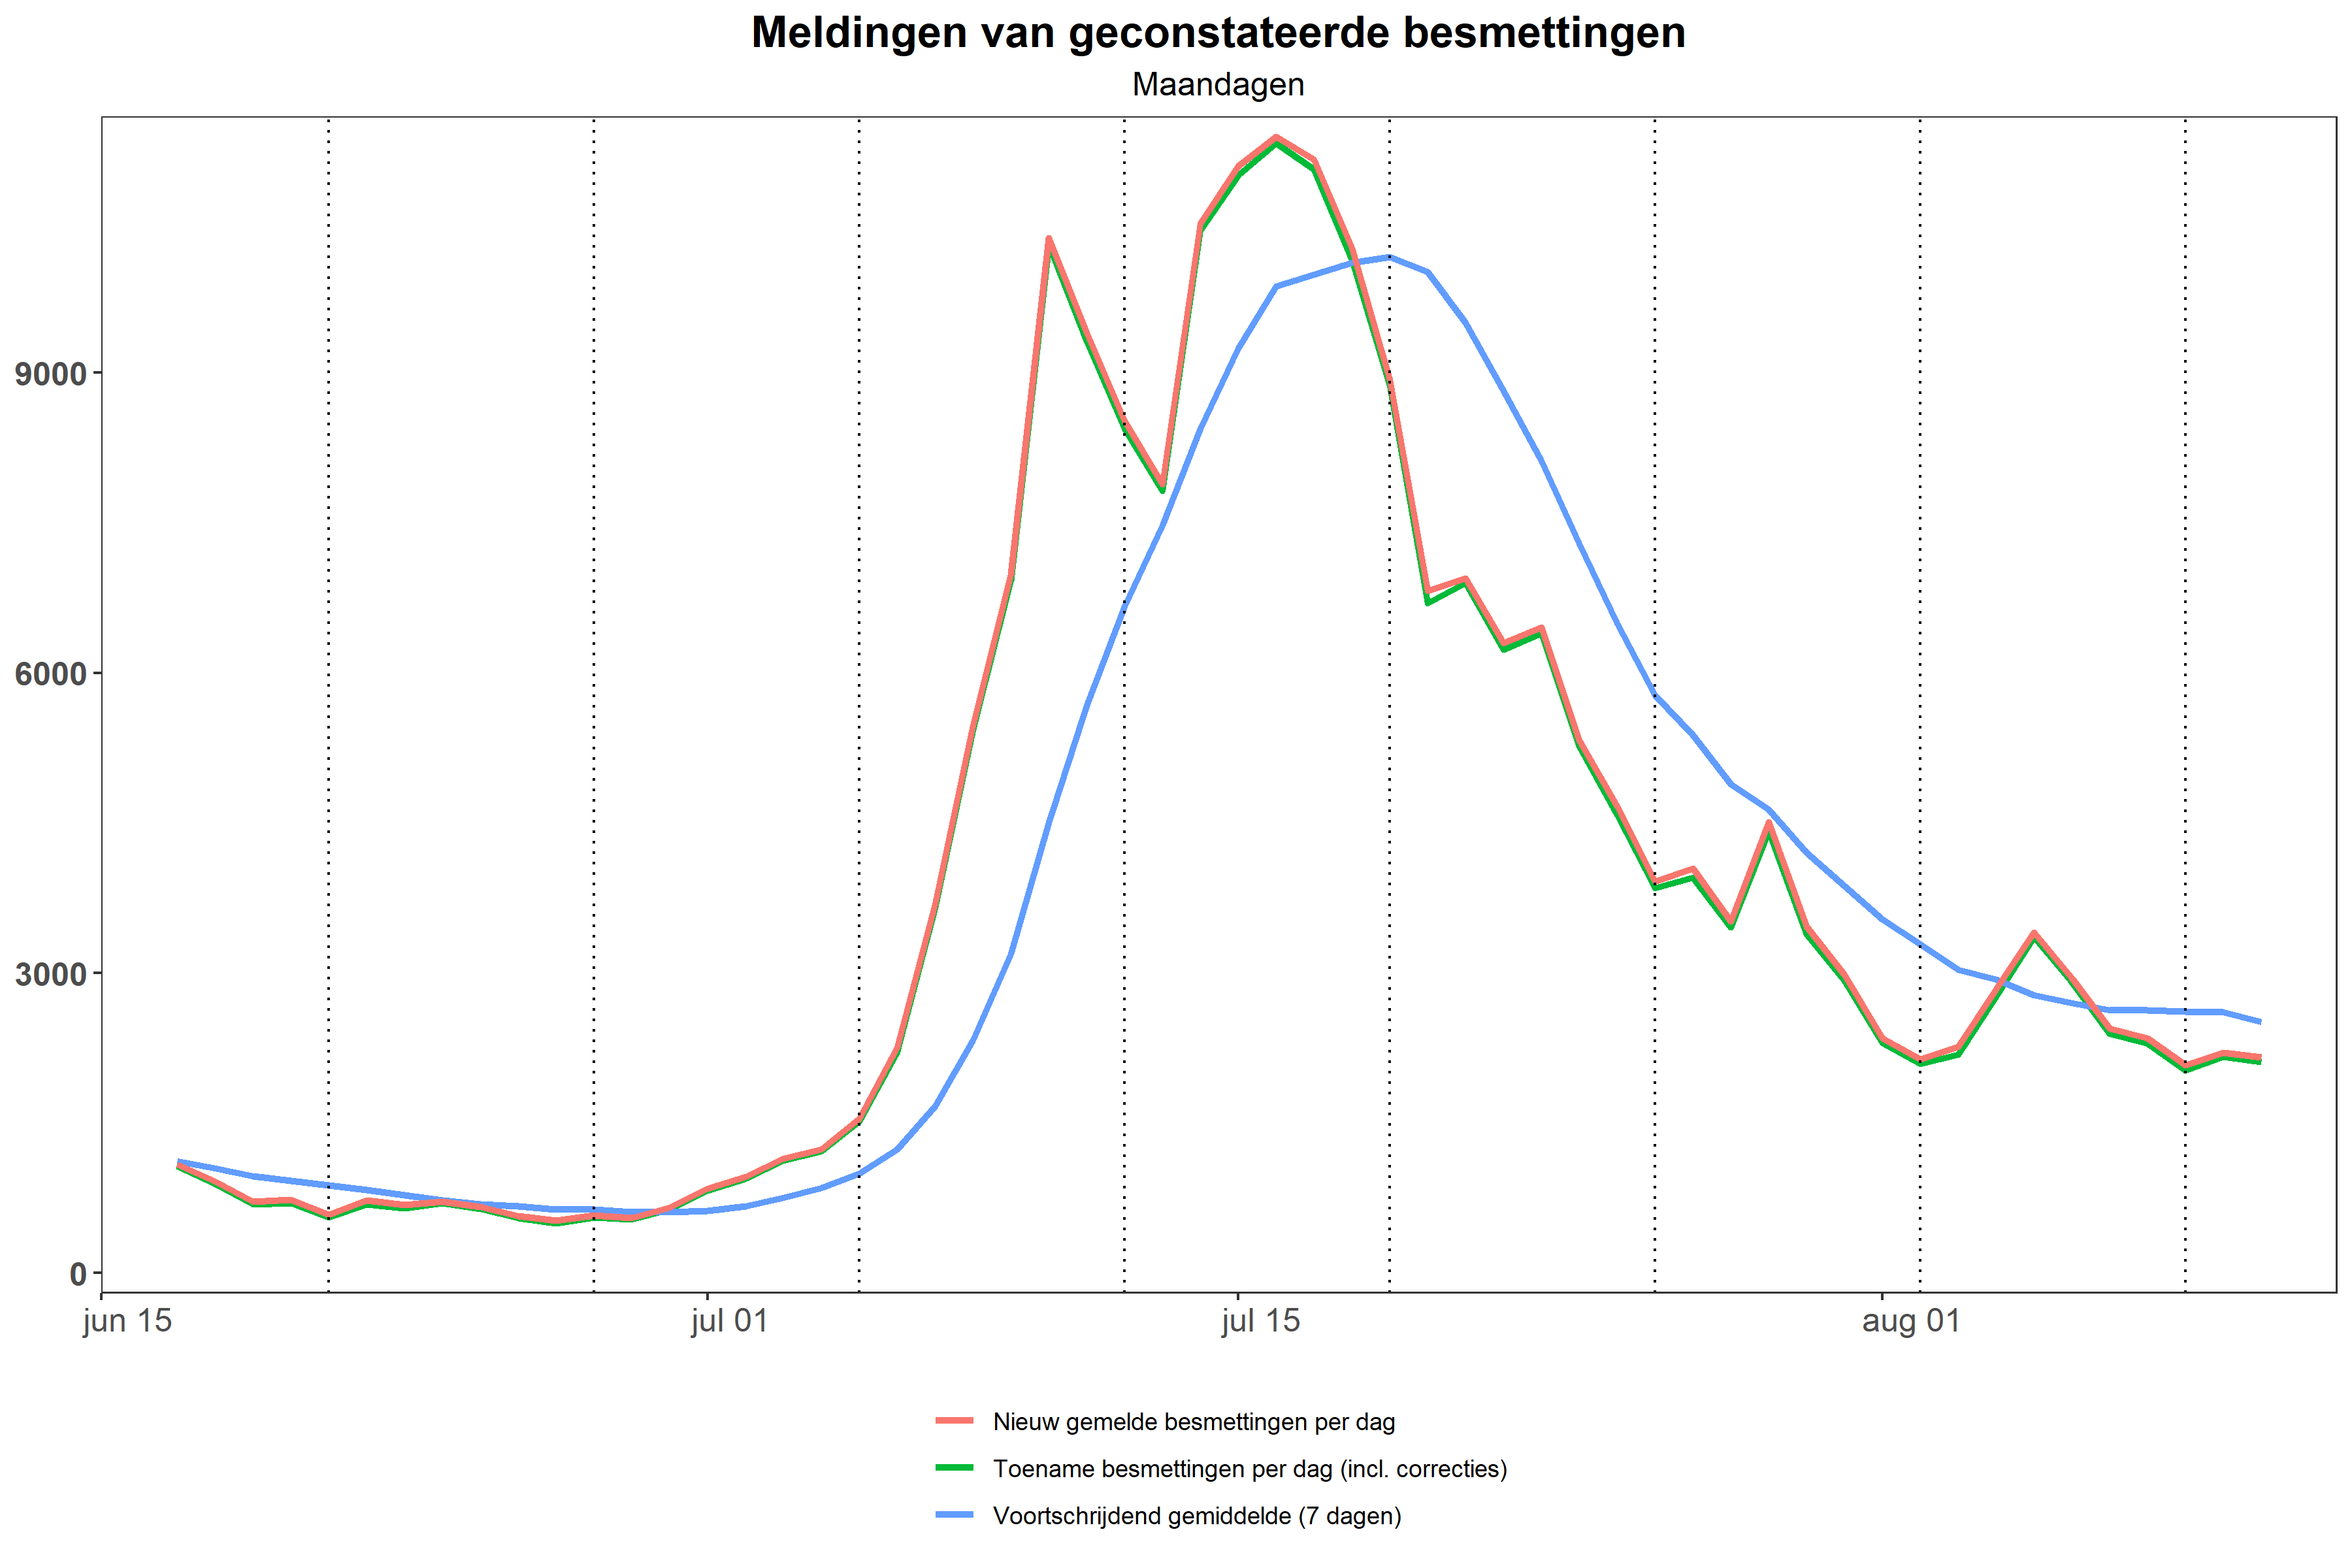 Meldingen van geconstateerde besmettingen
Maandagen
9000
6000
3000
0
jun 15
jul 01
jul 15
aug 01
Nieuw gemelde besmettingen per dag
Toename besmettingen per dag (incl. correcties)
Voortschrijdend gemiddelde (7 dagen)